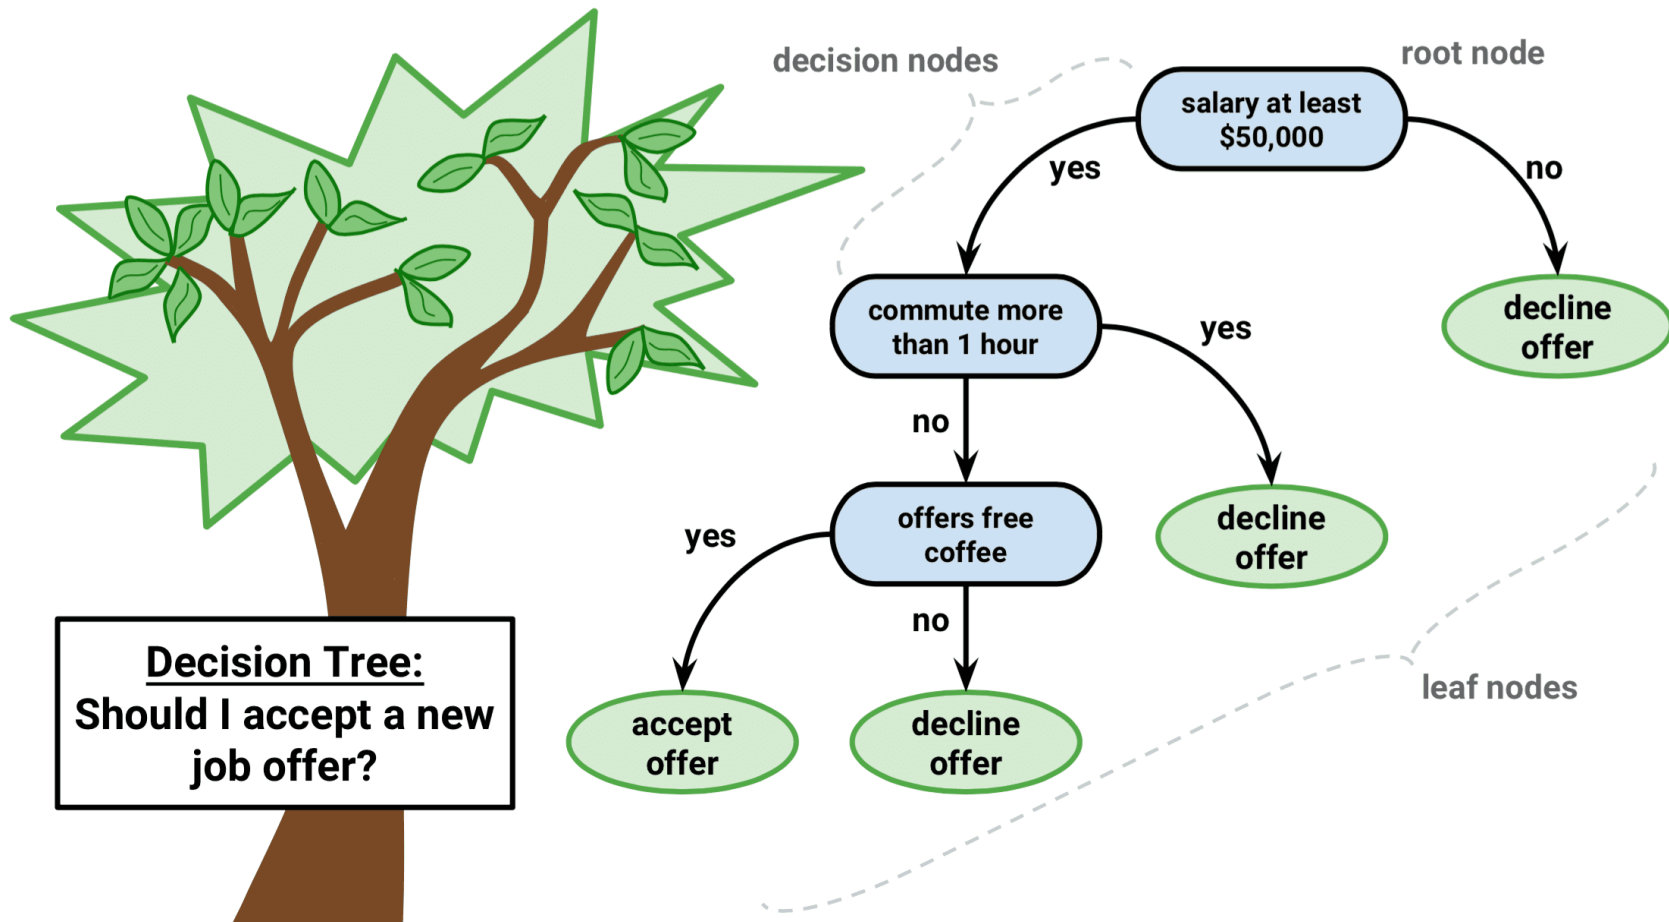 decision nodes
root node
salary at least
$50,000
yes
no
commute more
than 1 hour
yes
decline
offer
no
offers free
coffee
decline
offer
yes
no
accept
offer
decline
offer
leaf nodes
Decision Tree:
Should I accept a new
job offer?